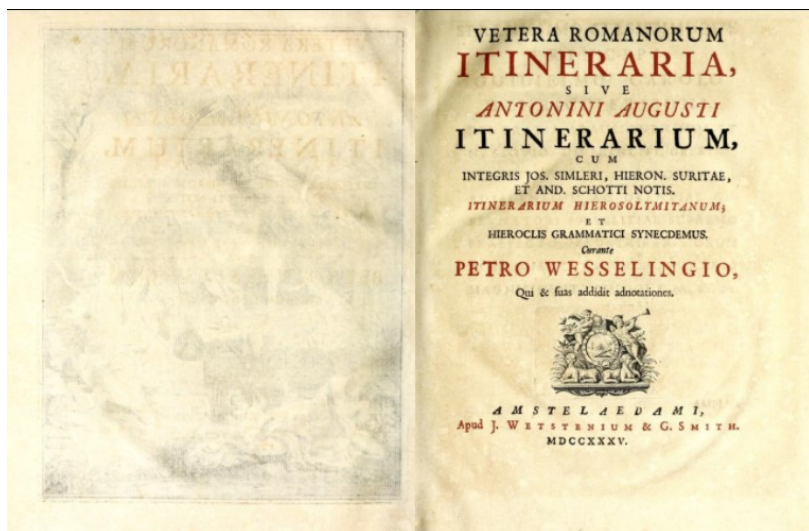 VETERA ROMANORUM
ITINERARIA,
SIVE
ANTONINI AUGUSTI
ITINERARIUM,
CUM
INTEGRIS JOS. SIMLERI, HIERON. SURITAE,
ET AND. SCHOTTI NOTIS.
ITINERARIUM HIEROSOLYMITANUM;
ET
HIEROCLIS GRAMMATICI SYNECDEMUS.
Curante
PETRO WESSELINGIO,
Qui & suas addidit adnotationes.
AMSTELAEDAMI,
Apud J. WETSTENIUM & G. SMITH.
MDCCXXXV.